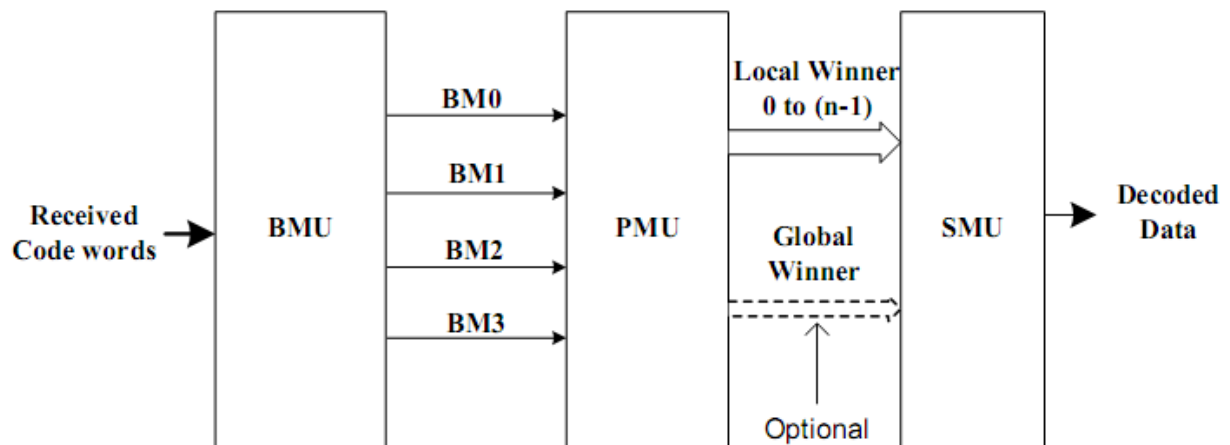 Received
Code words
BMU
BM0
BM1
BM2
BM3
PMU
Local Winner
0 to (n-1)
Global
Winner
Optional
SMU
Decoded
Data